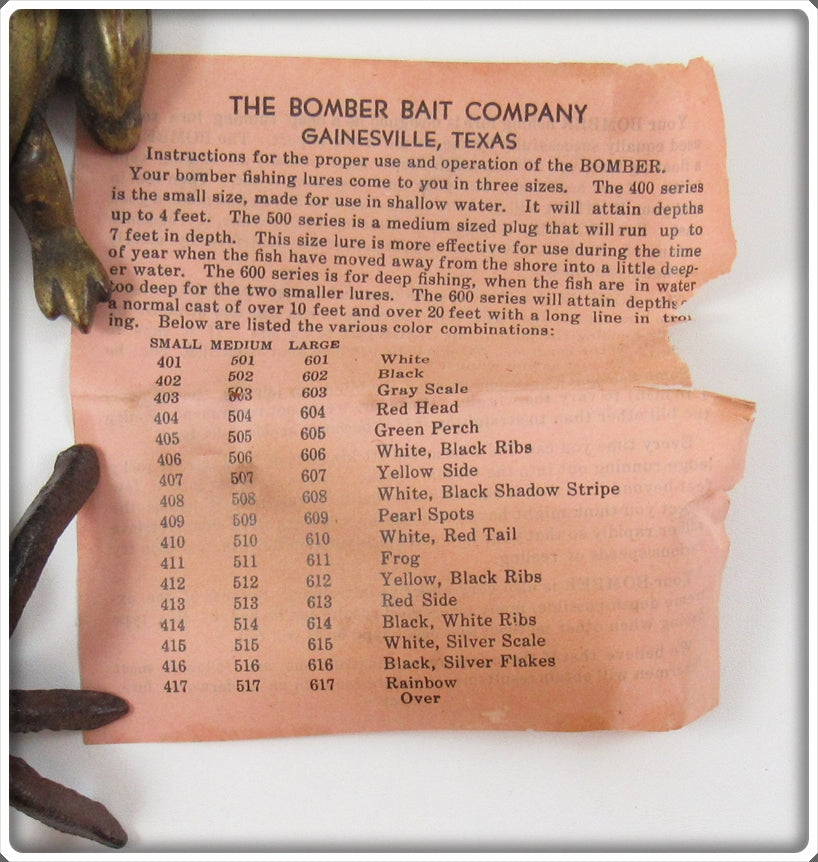 THE BOMBER BAIT COMPANY
GAINESVILLE, TEXAS
Instructions for the proper use and operation of the BOMBER.
Your bomber fishing lures come to you in three sizes. The 400 series
is the small size, made for use in shallow water. It will attain depths
up to 4 feet. The 500 series is a medium sized plug that will run up to
7 feet in depth. This size lure is more effective for use during the time
of year when the fish have moved away from the shore into a little deep-
er water. The 600 series is for deep fishing, when the fish are in water
too deep for the two smaller lures. The 600 series will attain depths
a normal cast of over 10 feet and over 20 feet with a long line in
ing. Below are listed the various color combinations:
SMALL MEDIUM LARGE
401 501 601 White
402 502 602 Black
403 503 603 Gray Scale
404 504 604 Red Head
405 505 605 Green Perch
406 506 606 White, Black Ribs
407 507 607 Yellow Side
408 508 608 White, Black Shadow Stripe
409 509 609 Pearl Spots
410 510 610 White, Red Tail
411 511 611 Frog
412 512 612 Yellow, Black Ribs
413 513 613 Red Side
414 514 614 Black, White Ribs
415 515 615 White, Silver Scale
416 516 616 Black, Silver Flakes
417 517 617 Rainbow
Over